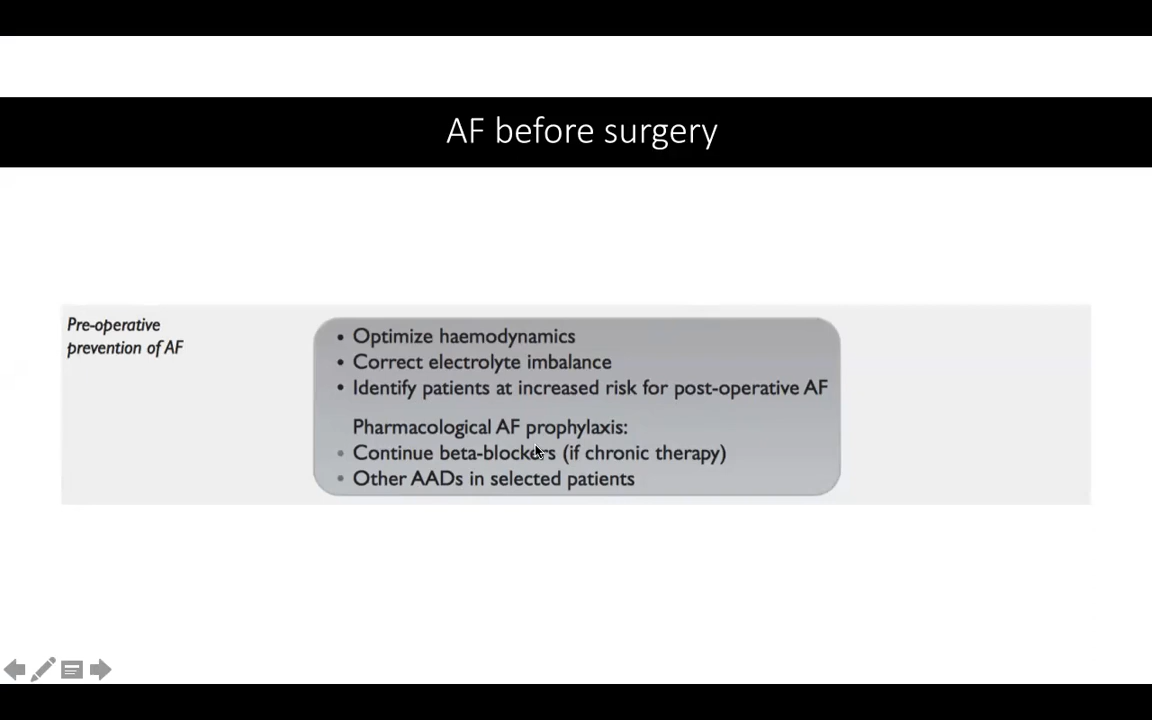 AF before surgery
Pre-operative
prevention of AF
• Optimize haemodynamics
• Correct electrolyte imbalance
• Identify patients at increased risk for post-operative AF
Pharmacological AF prophylaxis:
• Continue beta-blockers (if chronic therapy)
• Other AADs in selected patients